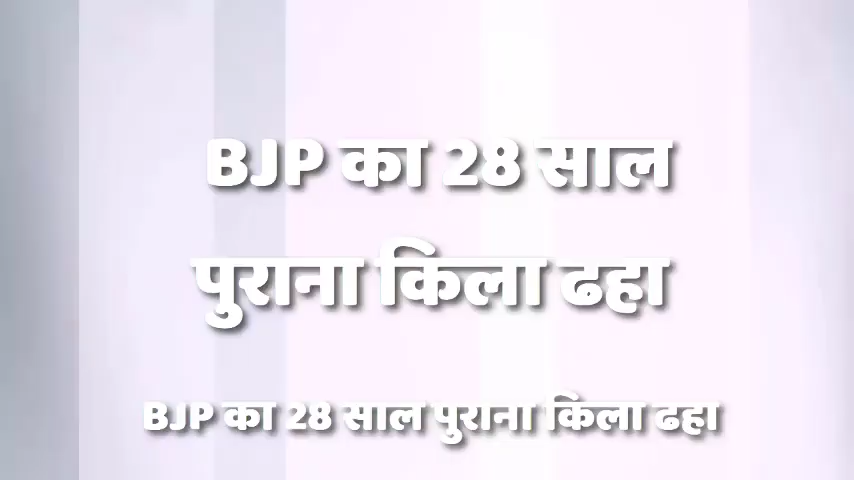 BJP का 28 साल
पुराना किला ढहा
BJP का 28 साल पुराना किला ढहा